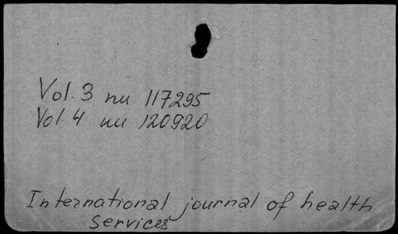 Vol. 3 nu 117295
Vol. 4 nu 120920
International journal of health
services